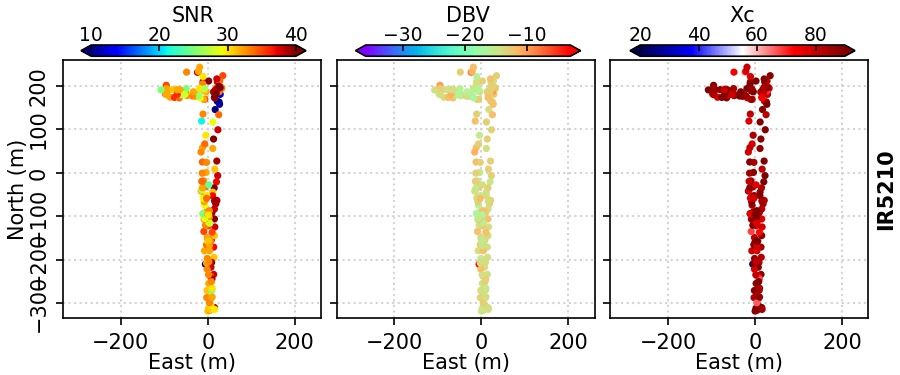 SNR DBV Xc
10 20 30 40 −30 −20 −10 20 40 60 80
North (m)
200
100
0
−100
−200
−300
−200 0 200 −200 0 200 −200 0 200
East (m) East (m) East (m)
IR5210